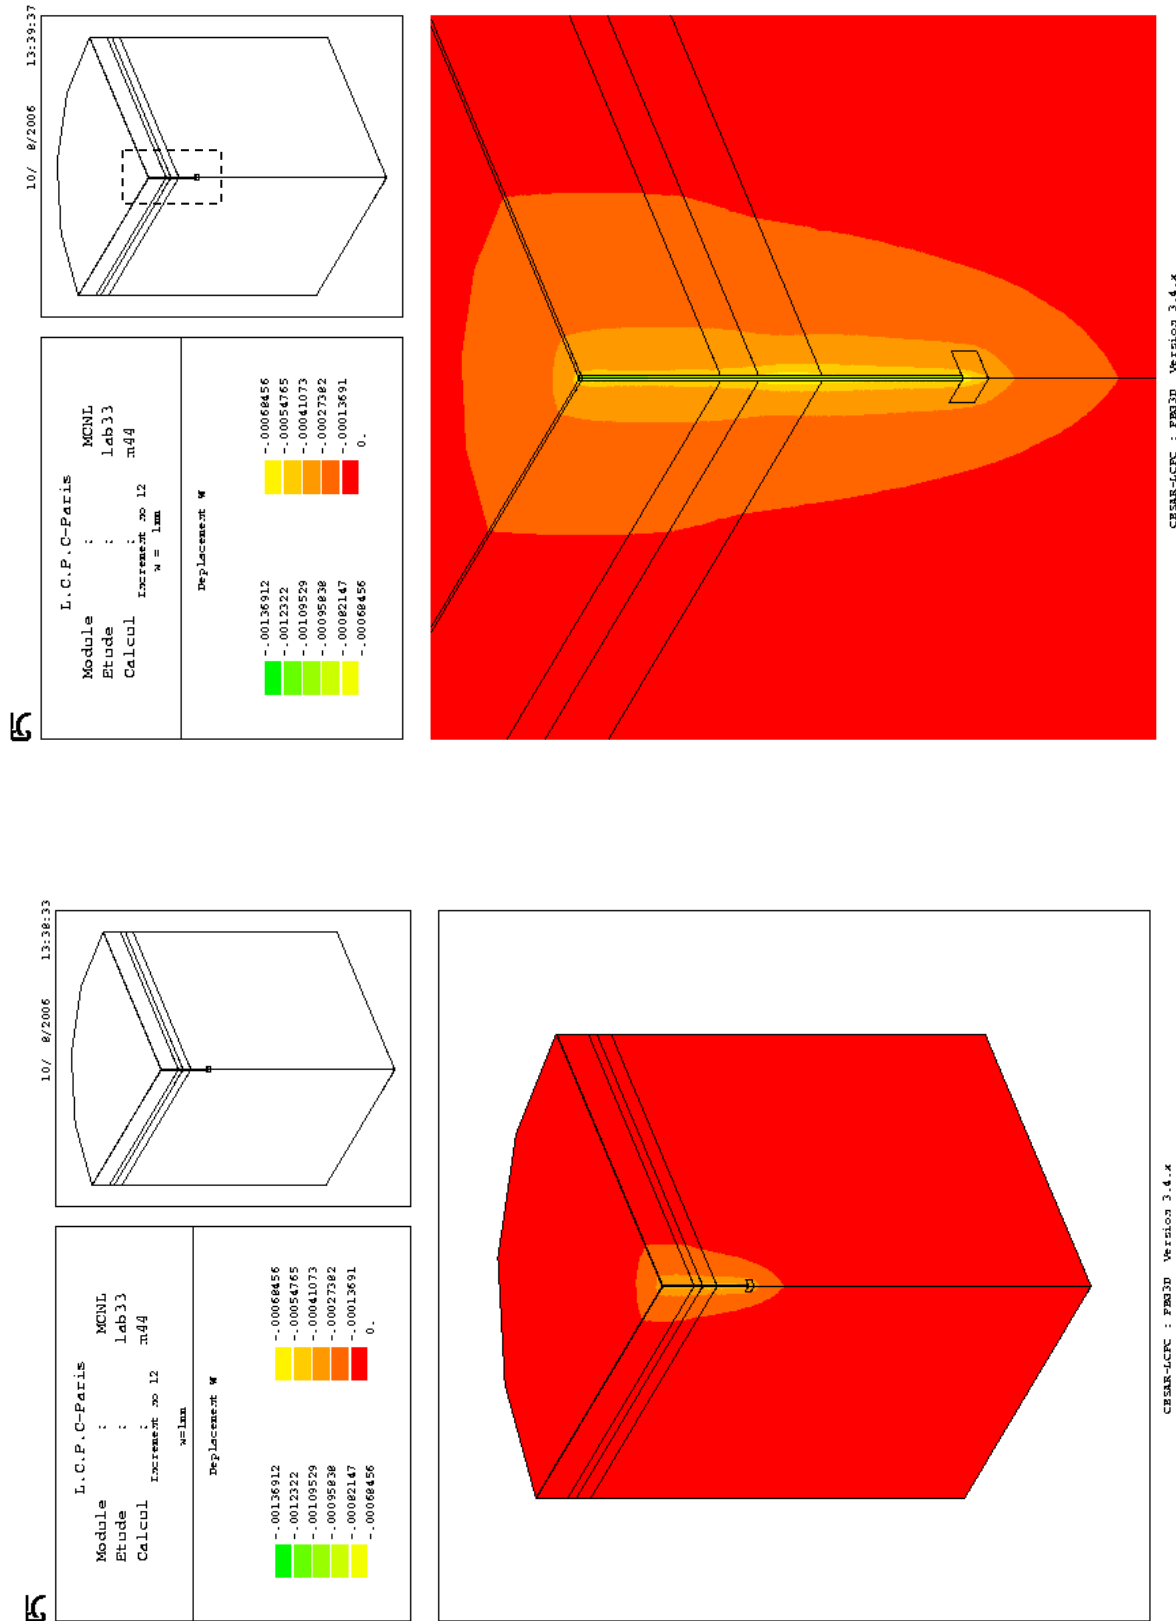 10/ 8/2006 13:39:37
L.C.P.C-Paris
Module : MCNL
Etude : lab33
Calcul : m44
Increment no 12
w = 1mm
Deplacement W
-.00136912
-.0012322
-.00109529
-.00095838
-.00082147
-.00068456
-.00068456
-.00054765
-.00041073
-.00027382
-.00013691
0.
CESAR-LCPC : PEG3D Version 3.4.x
10/ 8/2006 13:38:33
L.C.P.C-Paris
Module : MCNL
Etude : lab33
Calcul : m44
Increment no 12
w=1mm
Deplacement W
-.00136912
-.0012322
-.00109529
-.00095838
-.00082147
-.00068456
-.00068456
-.00054765
-.00041073
-.00027382
-.00013691
0.
CESAR-LCPC : PEG3D Version 3.4.x